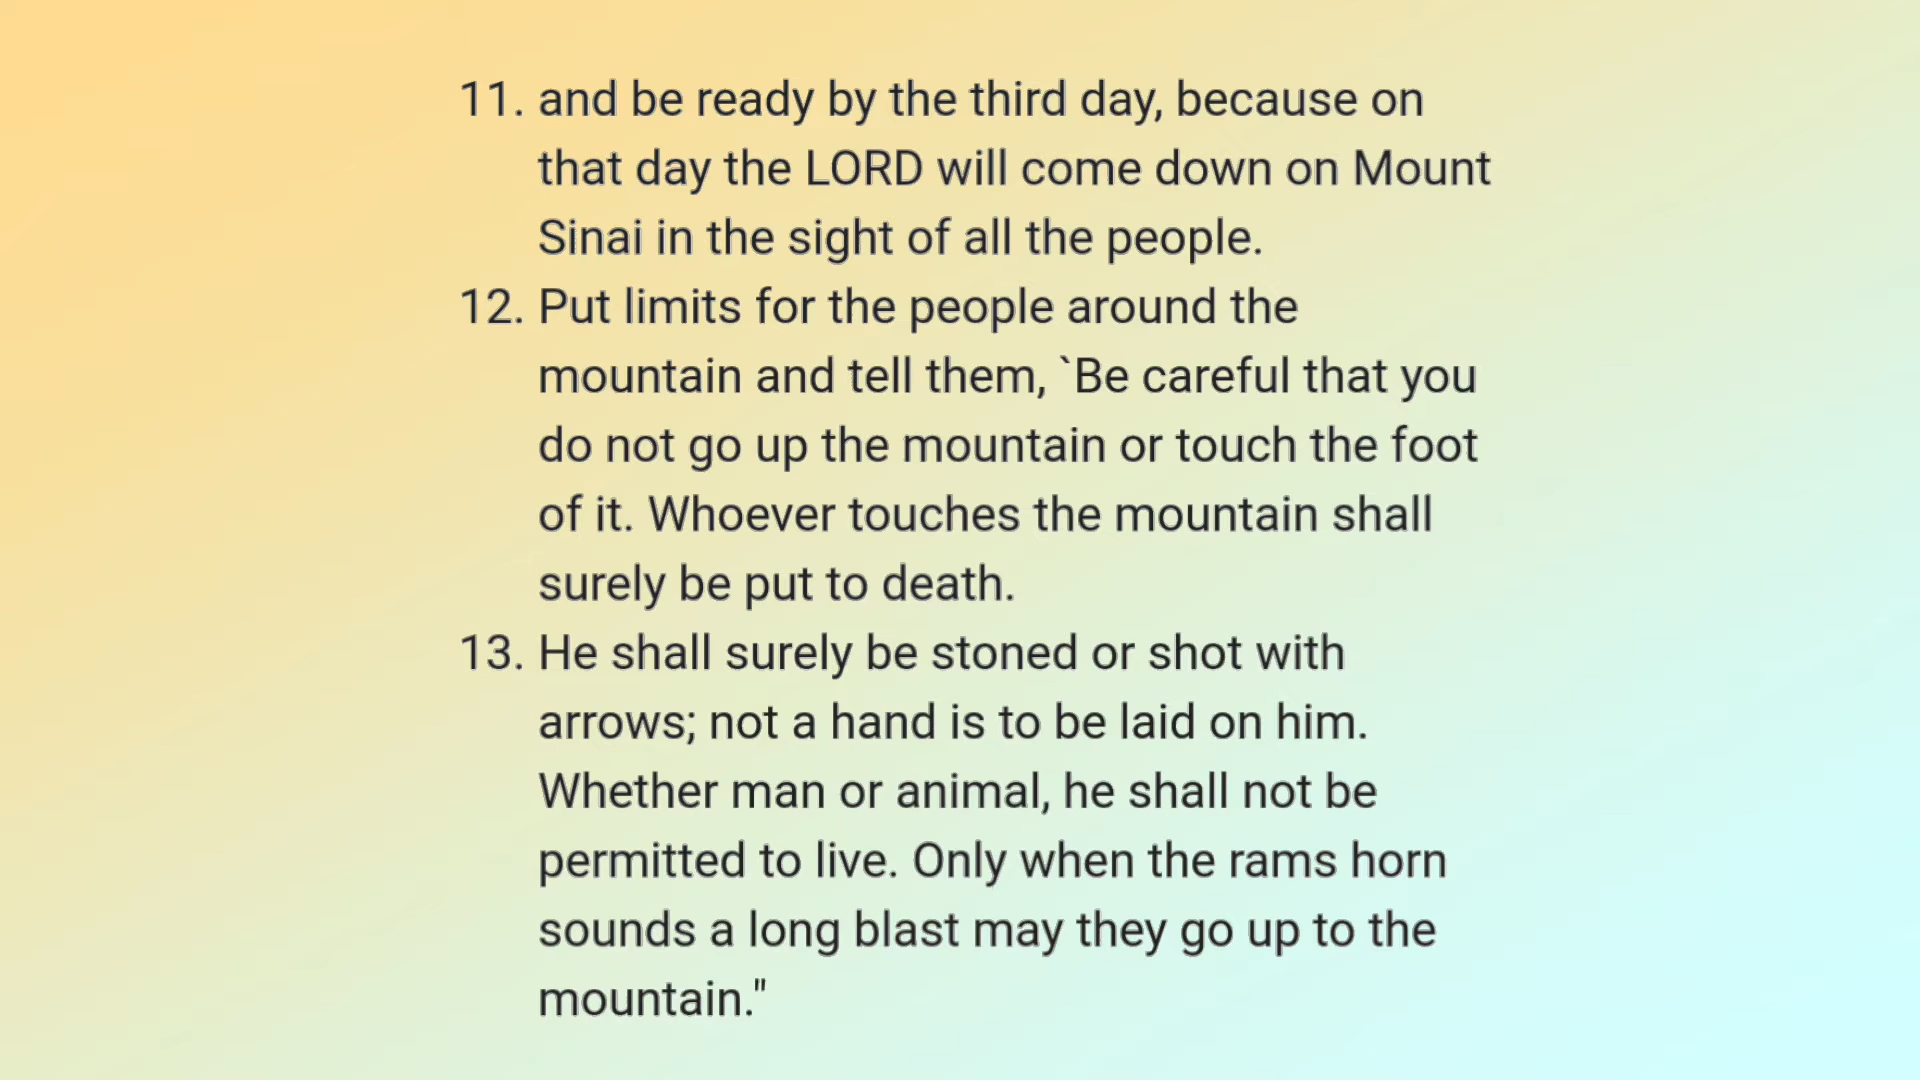 11. and be ready by the third day, because on
that day the LORD will come down on Mount
Sinai in the sight of all the people.
12. Put limits for the people around the
mountain and tell them, `Be careful that you
do not go up the mountain or touch the foot
of it. Whoever touches the mountain shall
surely be put to death.
13. He shall surely be stoned or shot with
arrows; not a hand is to be laid on him.
Whether man or animal, he shall not be
permitted to live. Only when the rams horn
sounds a long blast may they go up to the
mountain."